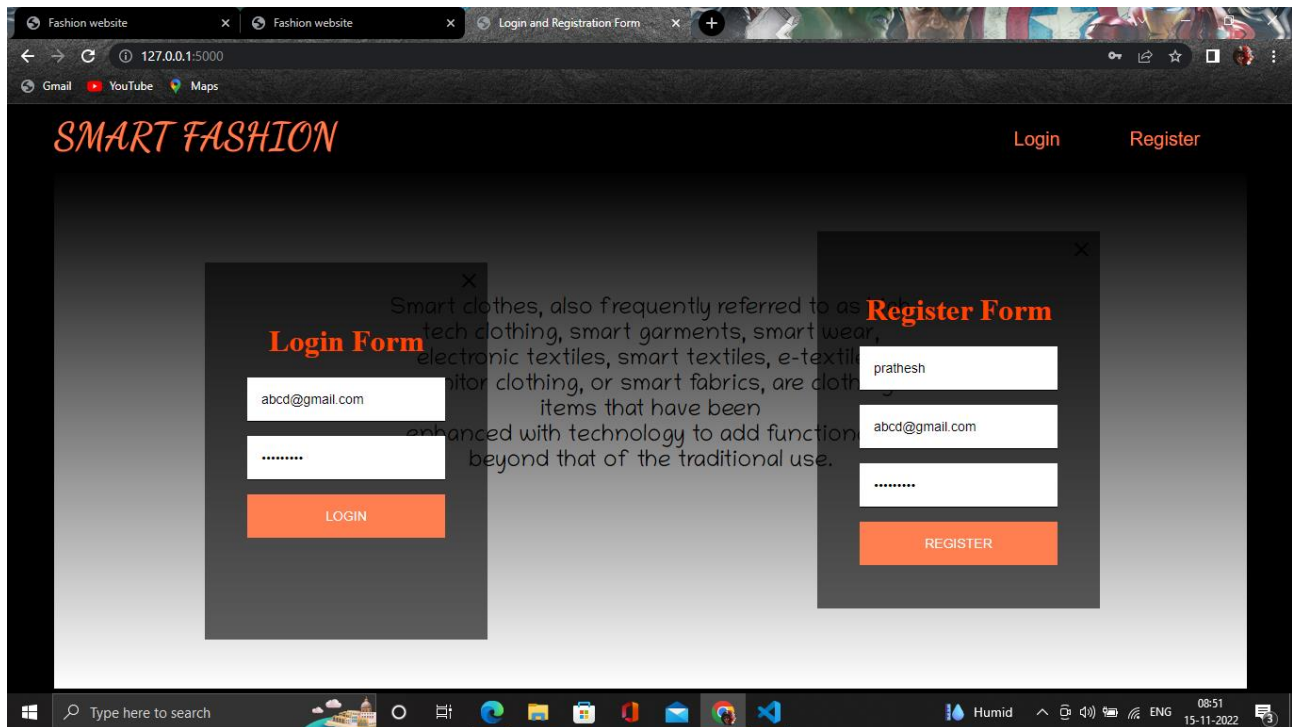 Fashion website
Fashion website
Login and Registration Form
127.0.0.1:5000
Gmail YouTube Maps
SMART FASHION
Login Register
Smart clothes, also frequently referred to as
tech clothing, smart garments, smart wear,
electronic textiles, smart textiles,
clothing, or smart fabrics, are
items that have been
enhanced with technology to add
beyond that of the traditional use.
Login Form
abcd@gmail.com
•••••••••
LOGIN
Register Form
prathesh
abcd@gmail.com
•••••••••
REGISTER
Type here to search
Humid
ENG
08:51
15-11-2022
3